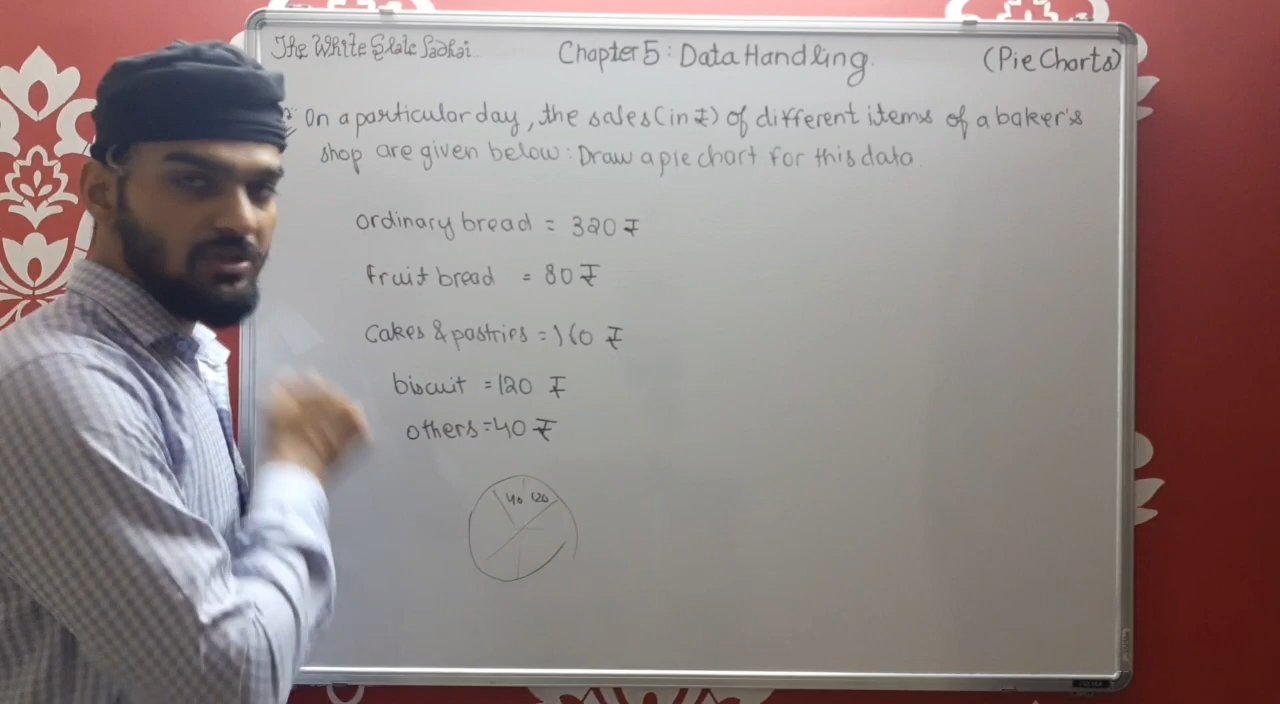 The White Slate Padhai
Chapter 5: Data Handling
(Pie Charts)
On a particular day, the sales (in ₹) of different items of a baker's
shop are given below: Draw a pie chart for this data.
ordinary bread = 320 ₹
fruit bread = 80 ₹
cakes & pastries = 160 ₹
biscuit = 120 ₹
others = 40 ₹
40 120